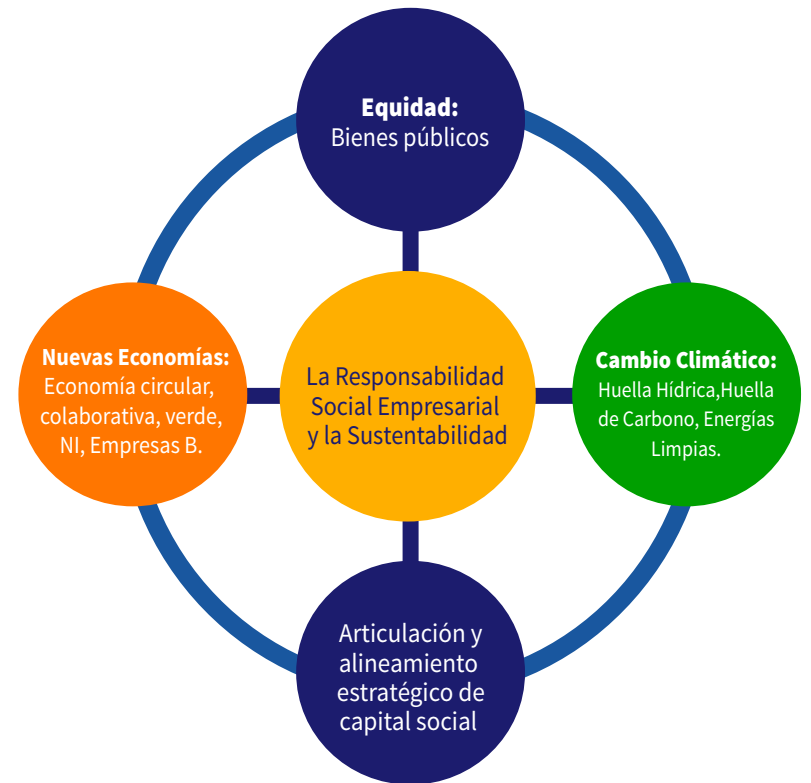 Equidad:
Bienes públicos
Nuevas Economías:
Economía circular,
colaborativa, verde,
NI, Empresas B.
La Responsabilidad
Social Empresarial
y la Sustentabilidad
Cambio Climático:
Huella Hídrica,Huella
de Carbono, Energías
Limpias.
Articulación y
alineamiento
estratégico de
capital social